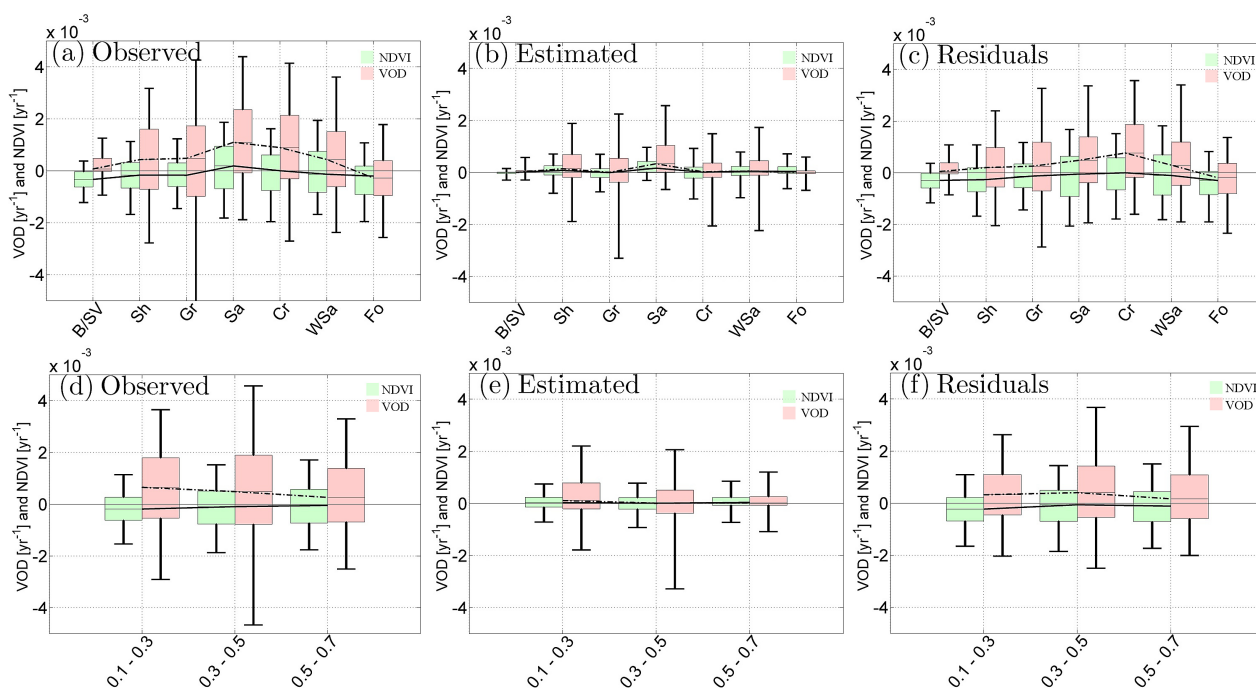 x 10-3
(a) Observed
NDVI
VOD
4
2
0
-2
-4
VOD [yr-1] and NDVI [yr-1]
B/SV
Sh
Gr
Sa
Cr
WSa
Fo
x 10-3
(b) Estimated
NDVI
VOD
4
2
0
-2
-4
VOD [yr-1] and NDVI [yr-1]
B/SV
Sh
Gr
Sa
Cr
WSa
Fo
x 10-3
(c) Residuals
NDVI
VOD
4
2
0
-2
-4
VOD [yr-1] and NDVI [yr-1]
B/SV
Sh
Gr
Sa
Cr
WSa
Fo
x 10-3
(d) Observed
NDVI
VOD
4
2
0
-2
-4
VOD [yr-1] and NDVI [yr-1]
0.1 - 0.3
0.3 - 0.5
0.5 - 0.7
x 10-3
(e) Estimated
NDVI
VOD
4
2
0
-2
-4
VOD [yr-1] and NDVI [yr-1]
0.1 - 0.3
0.3 - 0.5
0.5 - 0.7
x 10-3
(f) Residuals
NDVI
VOD
4
2
0
-2
-4
VOD [yr-1] and NDVI [yr-1]
0.1 - 0.3
0.3 - 0.5
0.5 - 0.7